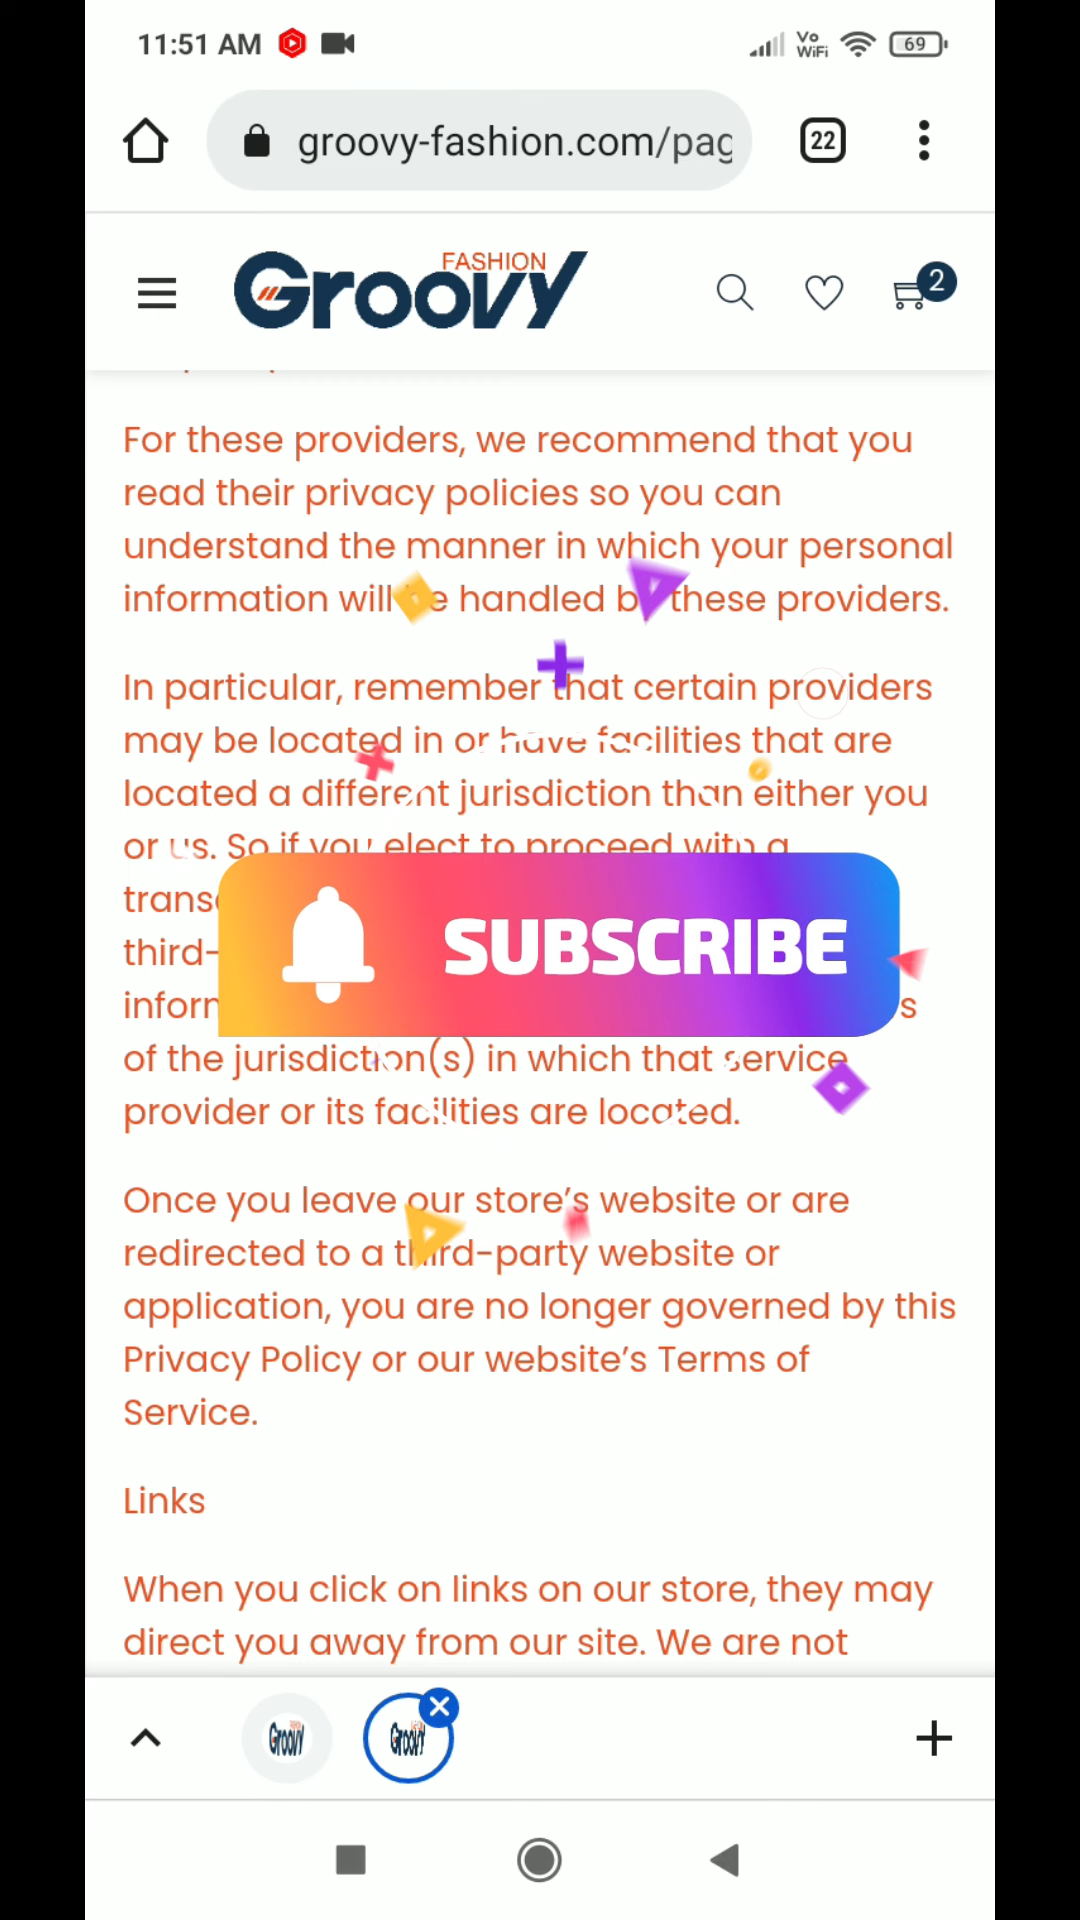 11:51 AM
Vo
WiFi
69
groovy-fashion.com/pag
22
FASHION
Groovy
2
For these providers, we recommend that you
read their privacy policies so you can
understand the manner in which your personal
information will be handled by these providers.
In particular, remember that certain providers
may be located in or have facilities that are
located a different jurisdiction than either you
or us. So if you elect to proceed with a
SUBSCRIBE
of the jurisdiction(s) in which that service
provider or its facilities are located.
Once you leave our store's website or are
redirected to a third-party website or
application, you are no longer governed by this
Privacy Policy or our website's Terms of
Service.
Links
When you click on links on our store, they may
direct you away from our site. We are not
Groovy
Groovy